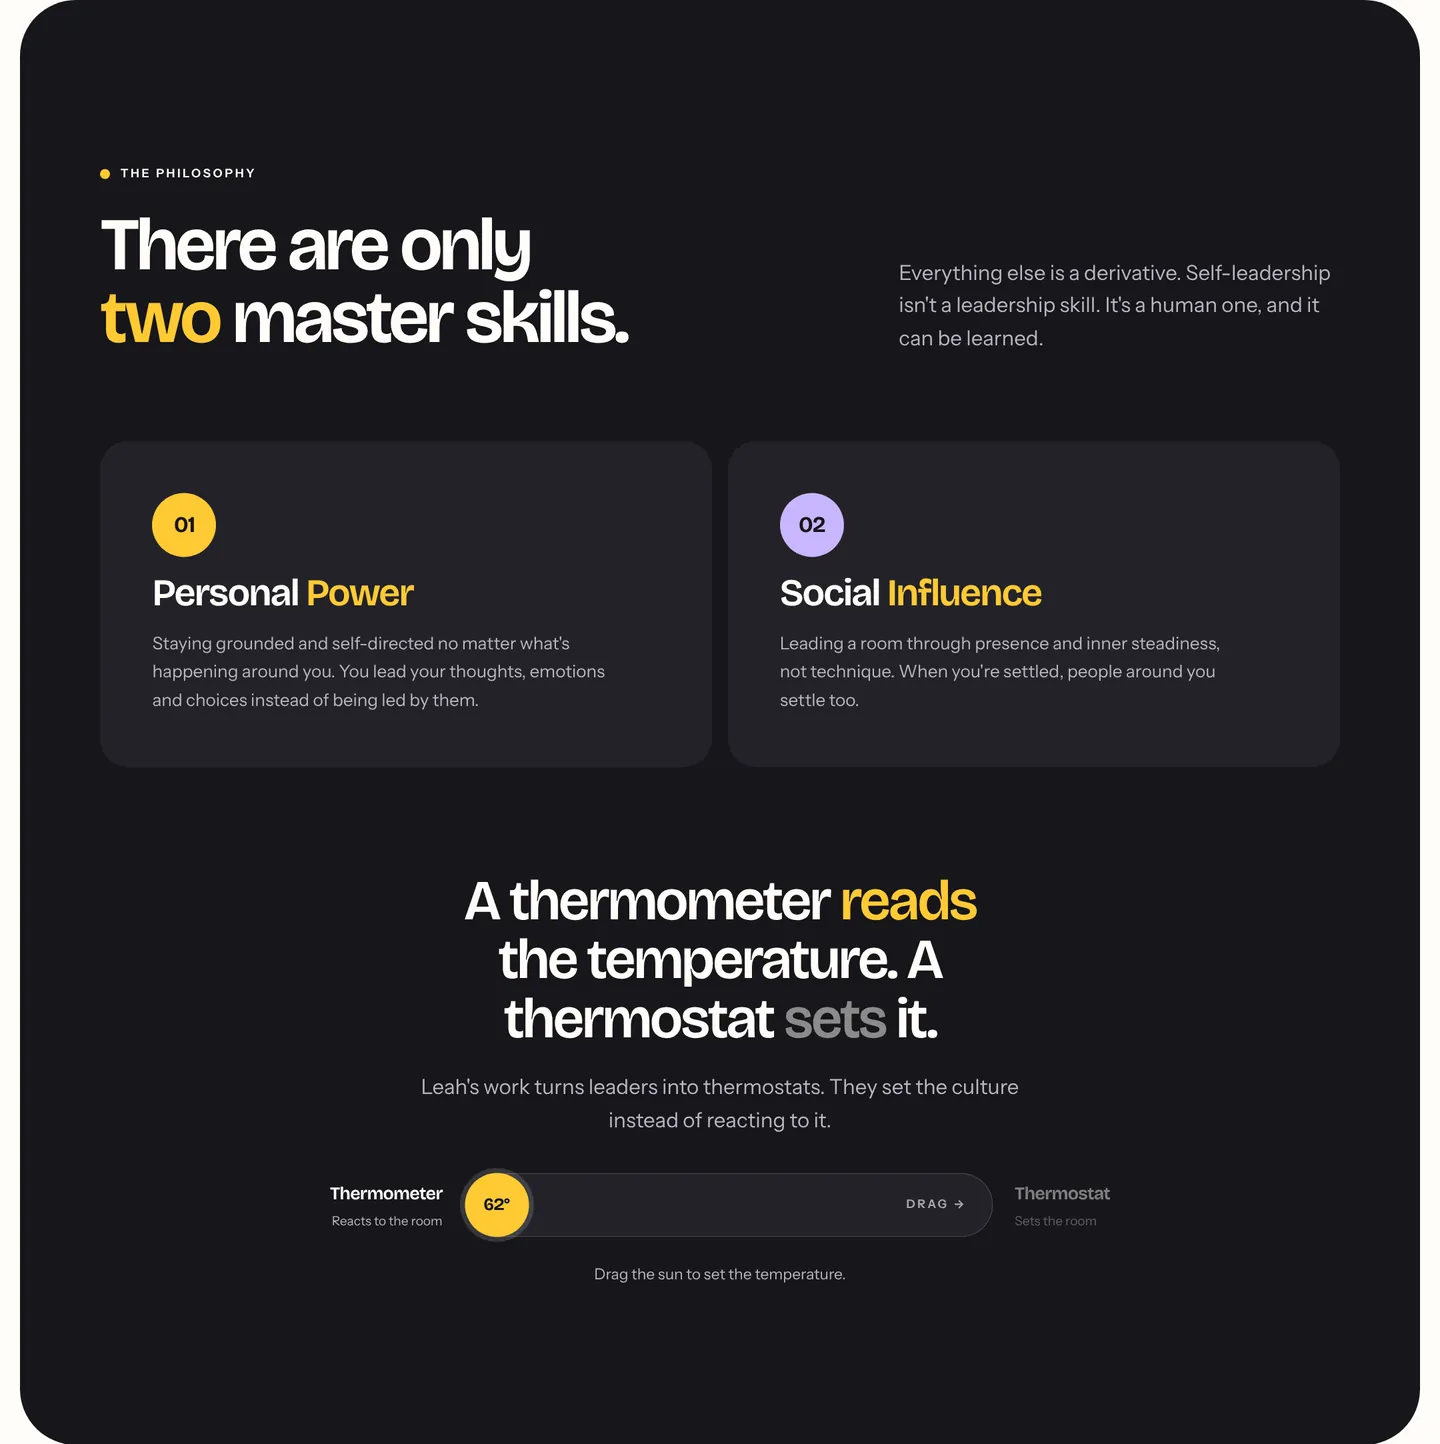 THE PHILOSOPHY
There are only
two master skills.
Everything else is a derivative. Self-leadership
isn't a leadership skill. It's a human one, and it
can be learned.
01
Personal Power
Staying grounded and self-directed no matter what's
happening around you. You lead your thoughts, emotions
and choices instead of being led by them.
02
Social Influence
Leading a room through presence and inner steadiness,
not technique. When you're settled, people around you
settle too.
A thermometer reads
the temperature. A
thermostat sets it.
Leah's work turns leaders into thermostats. They set the culture
instead of reacting to it.
Thermometer
Reacts to the room
62°
DRAG →
Thermostat
Sets the room
Drag the sun to set the temperature.